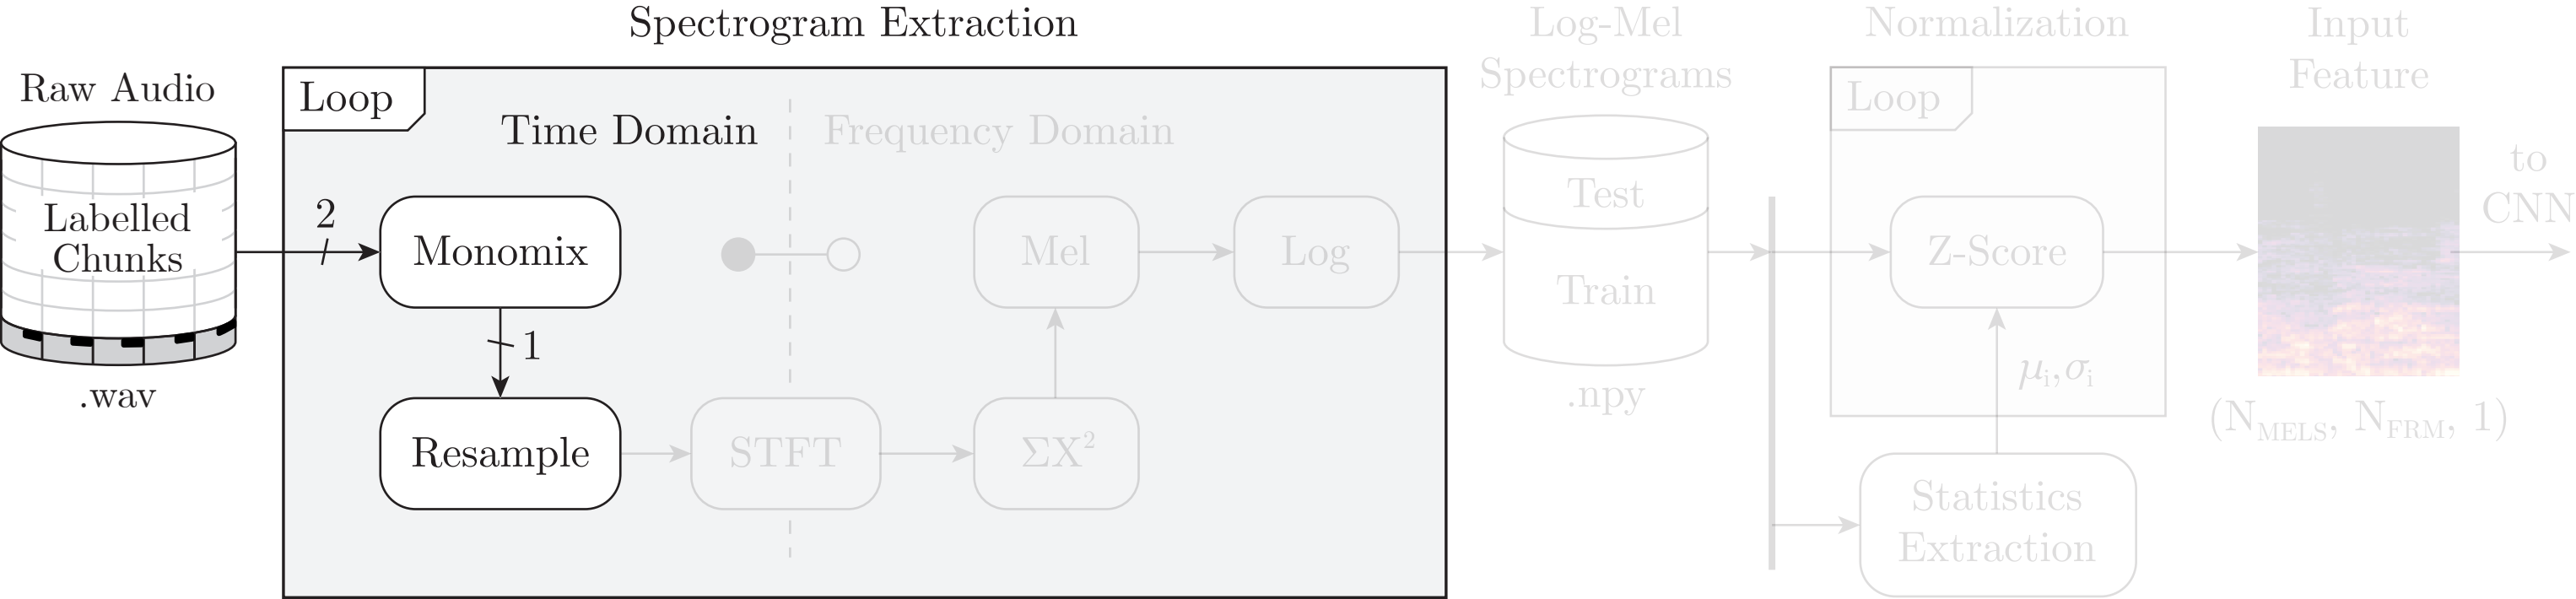 Spectrogram Extraction
Raw Audio
Labelled
Chunks
.wav
Loop
Time Domain
Frequency Domain
2
Monomix
1
Resample
STFT
ΣX²
Mel
Log
Log-Mel
Spectrograms
Test
Train
.npy
Normalization
Loop
Z-Score
μᵢ,σᵢ
Statistics
Extraction
Input
Feature
(N_MELS, N_FRM, 1)
to
CNN